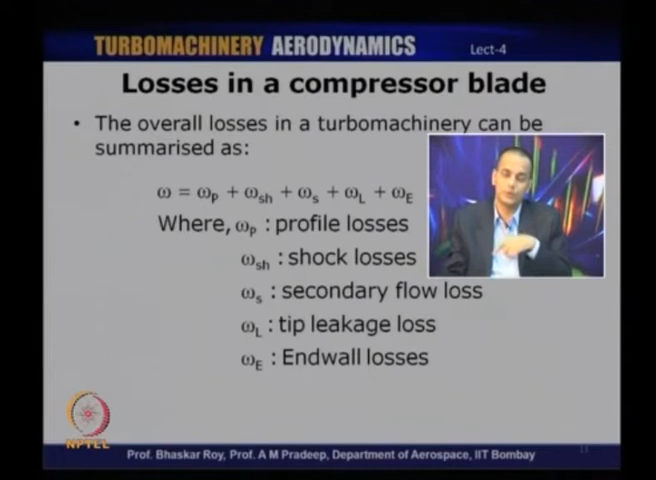 TURBOMACHINERY AERODYNAMICS Lect-4
Losses in a compressor blade
• The overall losses in a turbomachinery can be
summarised as:
ω = ωP + ωsh + ωs + ωL + ωE
Where, ωP : profile losses
ωsh : shock losses
ωs : secondary flow loss
ωL : tip leakage loss
ωE : Endwall losses
NPTEL
Prof. Bhaskar Roy, Prof. A M Pradeep, Department of Aerospace, IIT Bombay